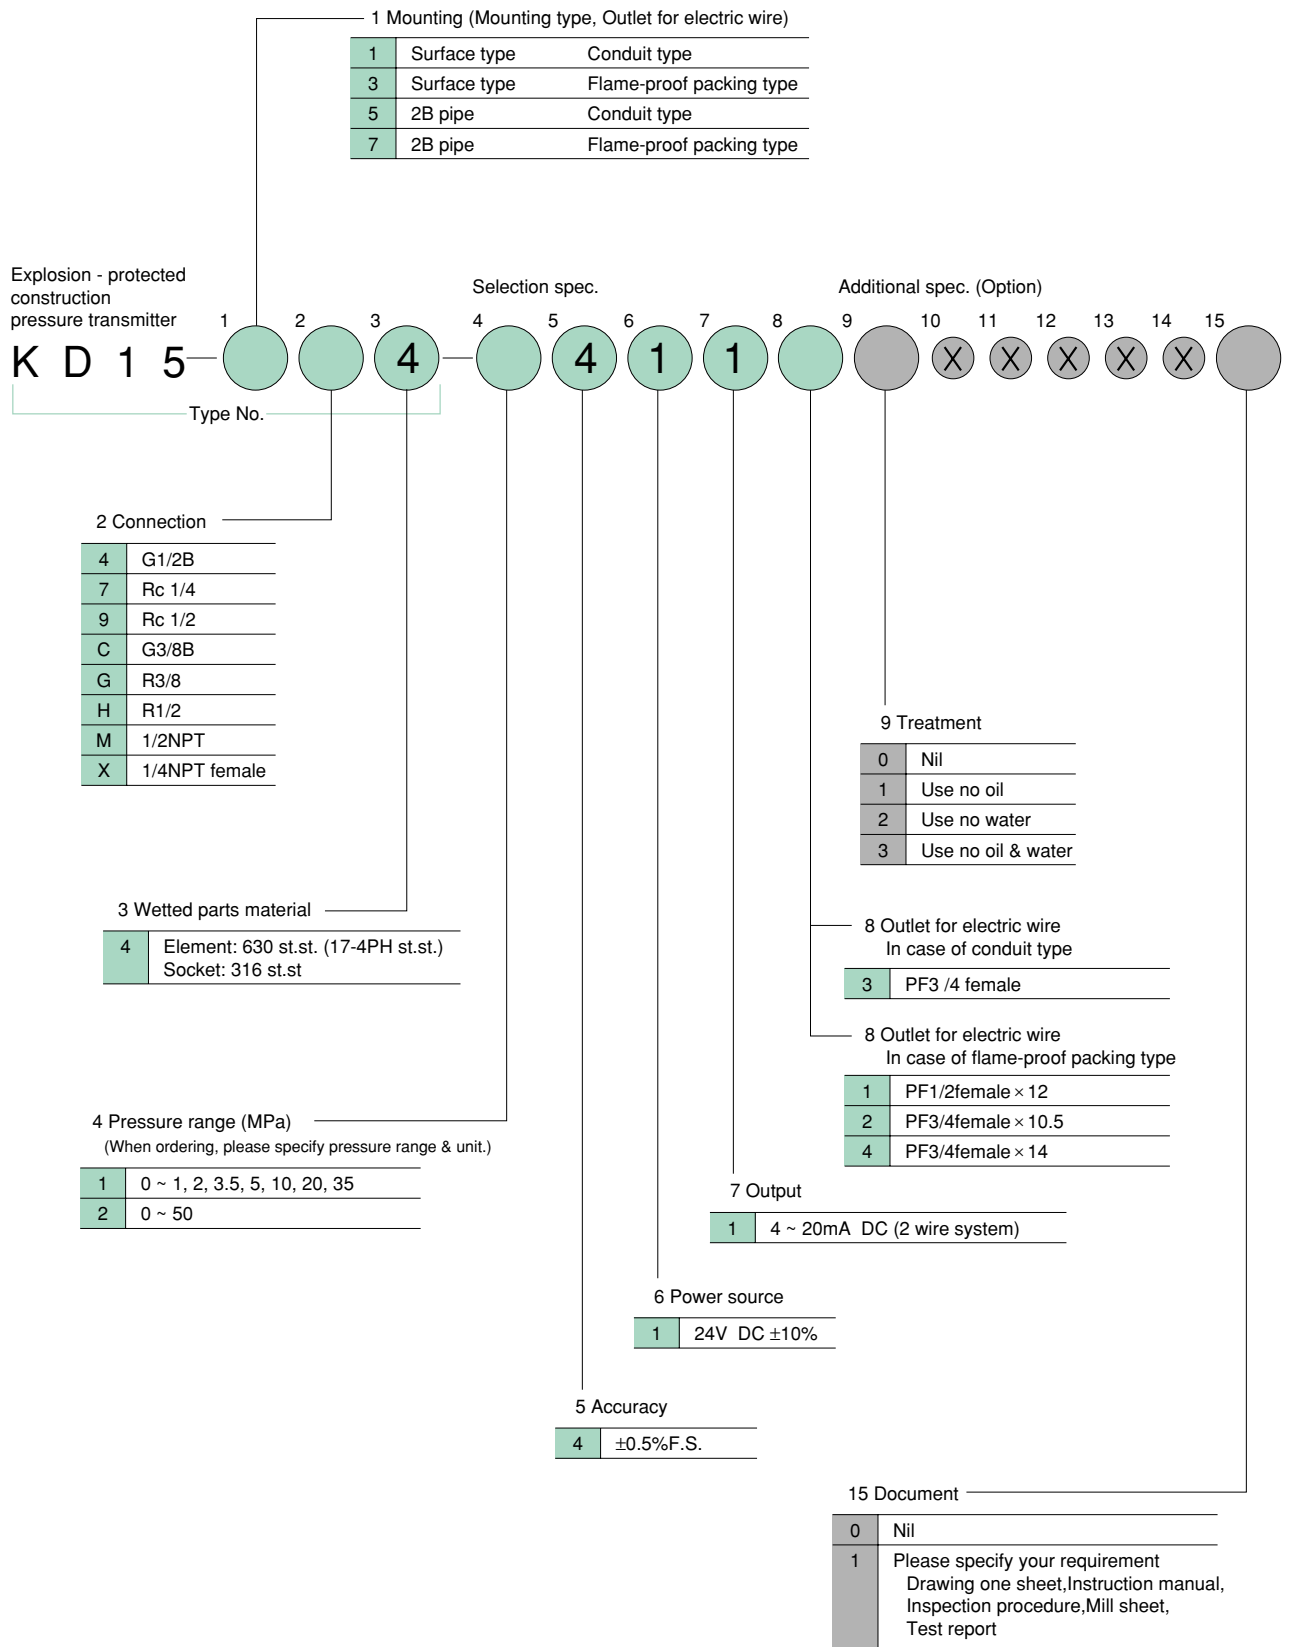 1 Mounting (Mounting type, Outlet for electric wire)
1 Surface type Conduit type
3 Surface type Flame-proof packing type
5 2B pipe Conduit type
7 2B pipe Flame-proof packing type
Explosion - protected
construction
pressure transmitter
Selection spec.
Additional spec. (Option)
1 2 3 4 5 6 7 8 9 10 11 12 13 14 15
K D 1 5 4 4 1 1 X X X X X
Type No.
2 Connection
4 G1/2B
7 Rc 1/4
9 Rc 1/2
C G3/8B
G R3/8
H R1/2
M 1/2NPT
X 1/4NPT female
9 Treatment
0 Nil
1 Use no oil
2 Use no water
3 Use no oil & water
3 Wetted parts material
4 Element: 630 st.st. (17-4PH st.st.)
Socket: 316 st.st
8 Outlet for electric wire
In case of conduit type
3 PF3 /4 female
8 Outlet for electric wire
In case of flame-proof packing type
1 PF1/2female × 12
2 PF3/4female × 10.5
4 PF3/4female × 14
4 Pressure range (MPa)
(When ordering, please specify pressure range & unit.)
1 0 ~ 1, 2, 3.5, 5, 10, 20, 35
2 0 ~ 50
7 Output
1 4 ~ 20mA DC (2 wire system)
6 Power source
1 24V DC ±10%
5 Accuracy
4 ±0.5%F.S.
15 Document
0 Nil
1 Please specify your requirement
Drawing one sheet,Instruction manual,
Inspection procedure,Mill sheet,
Test report